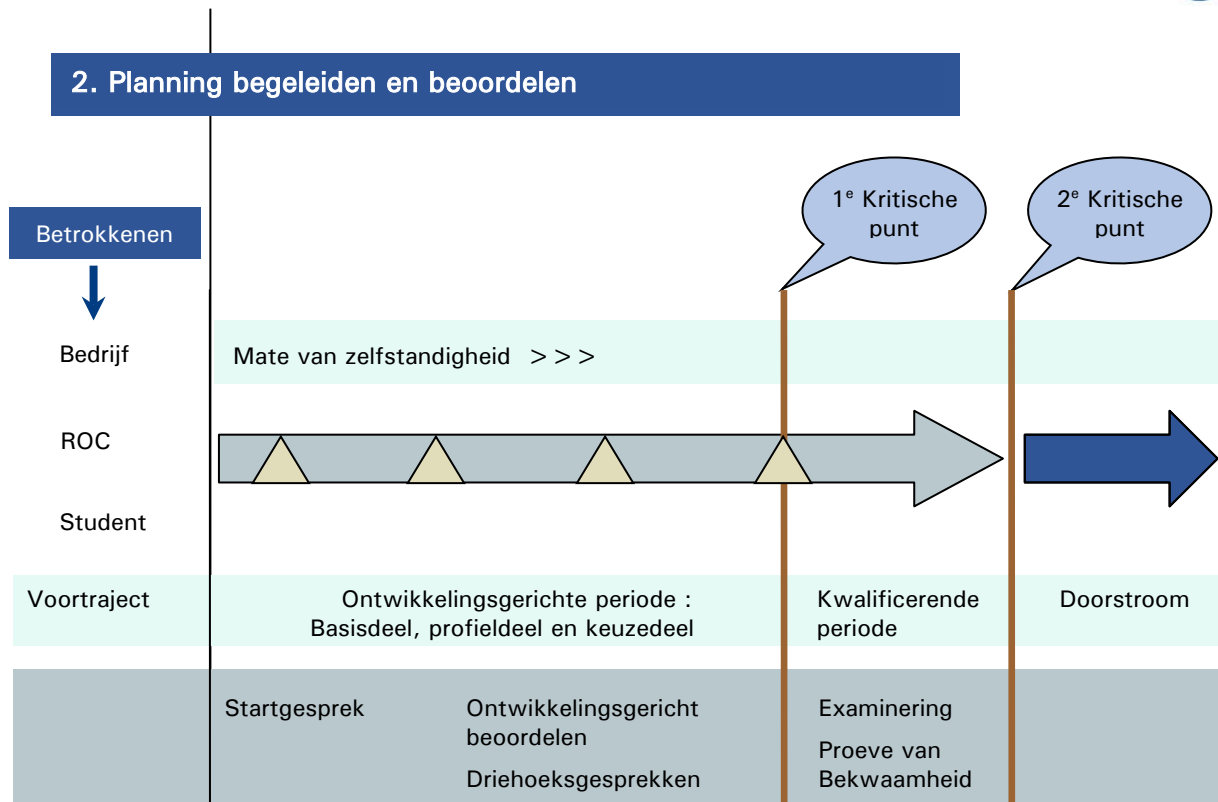 2. Planning begeleiden en beoordelen
1e Kritische
punt
2e Kritische
punt
Betrokkenen
Bedrijf
Mate van zelfstandigheid > > >
ROC
Student
Voortraject
Ontwikkelingsgerichte periode :
Basisdeel, profieldeel en keuzedeel
Kwalificerende
periode
Doorstroom
Startgesprek
Ontwikkelingsgericht
beoordelen
Driehoeksgesprekken
Examinering
Proeve van
Bekwaamheid